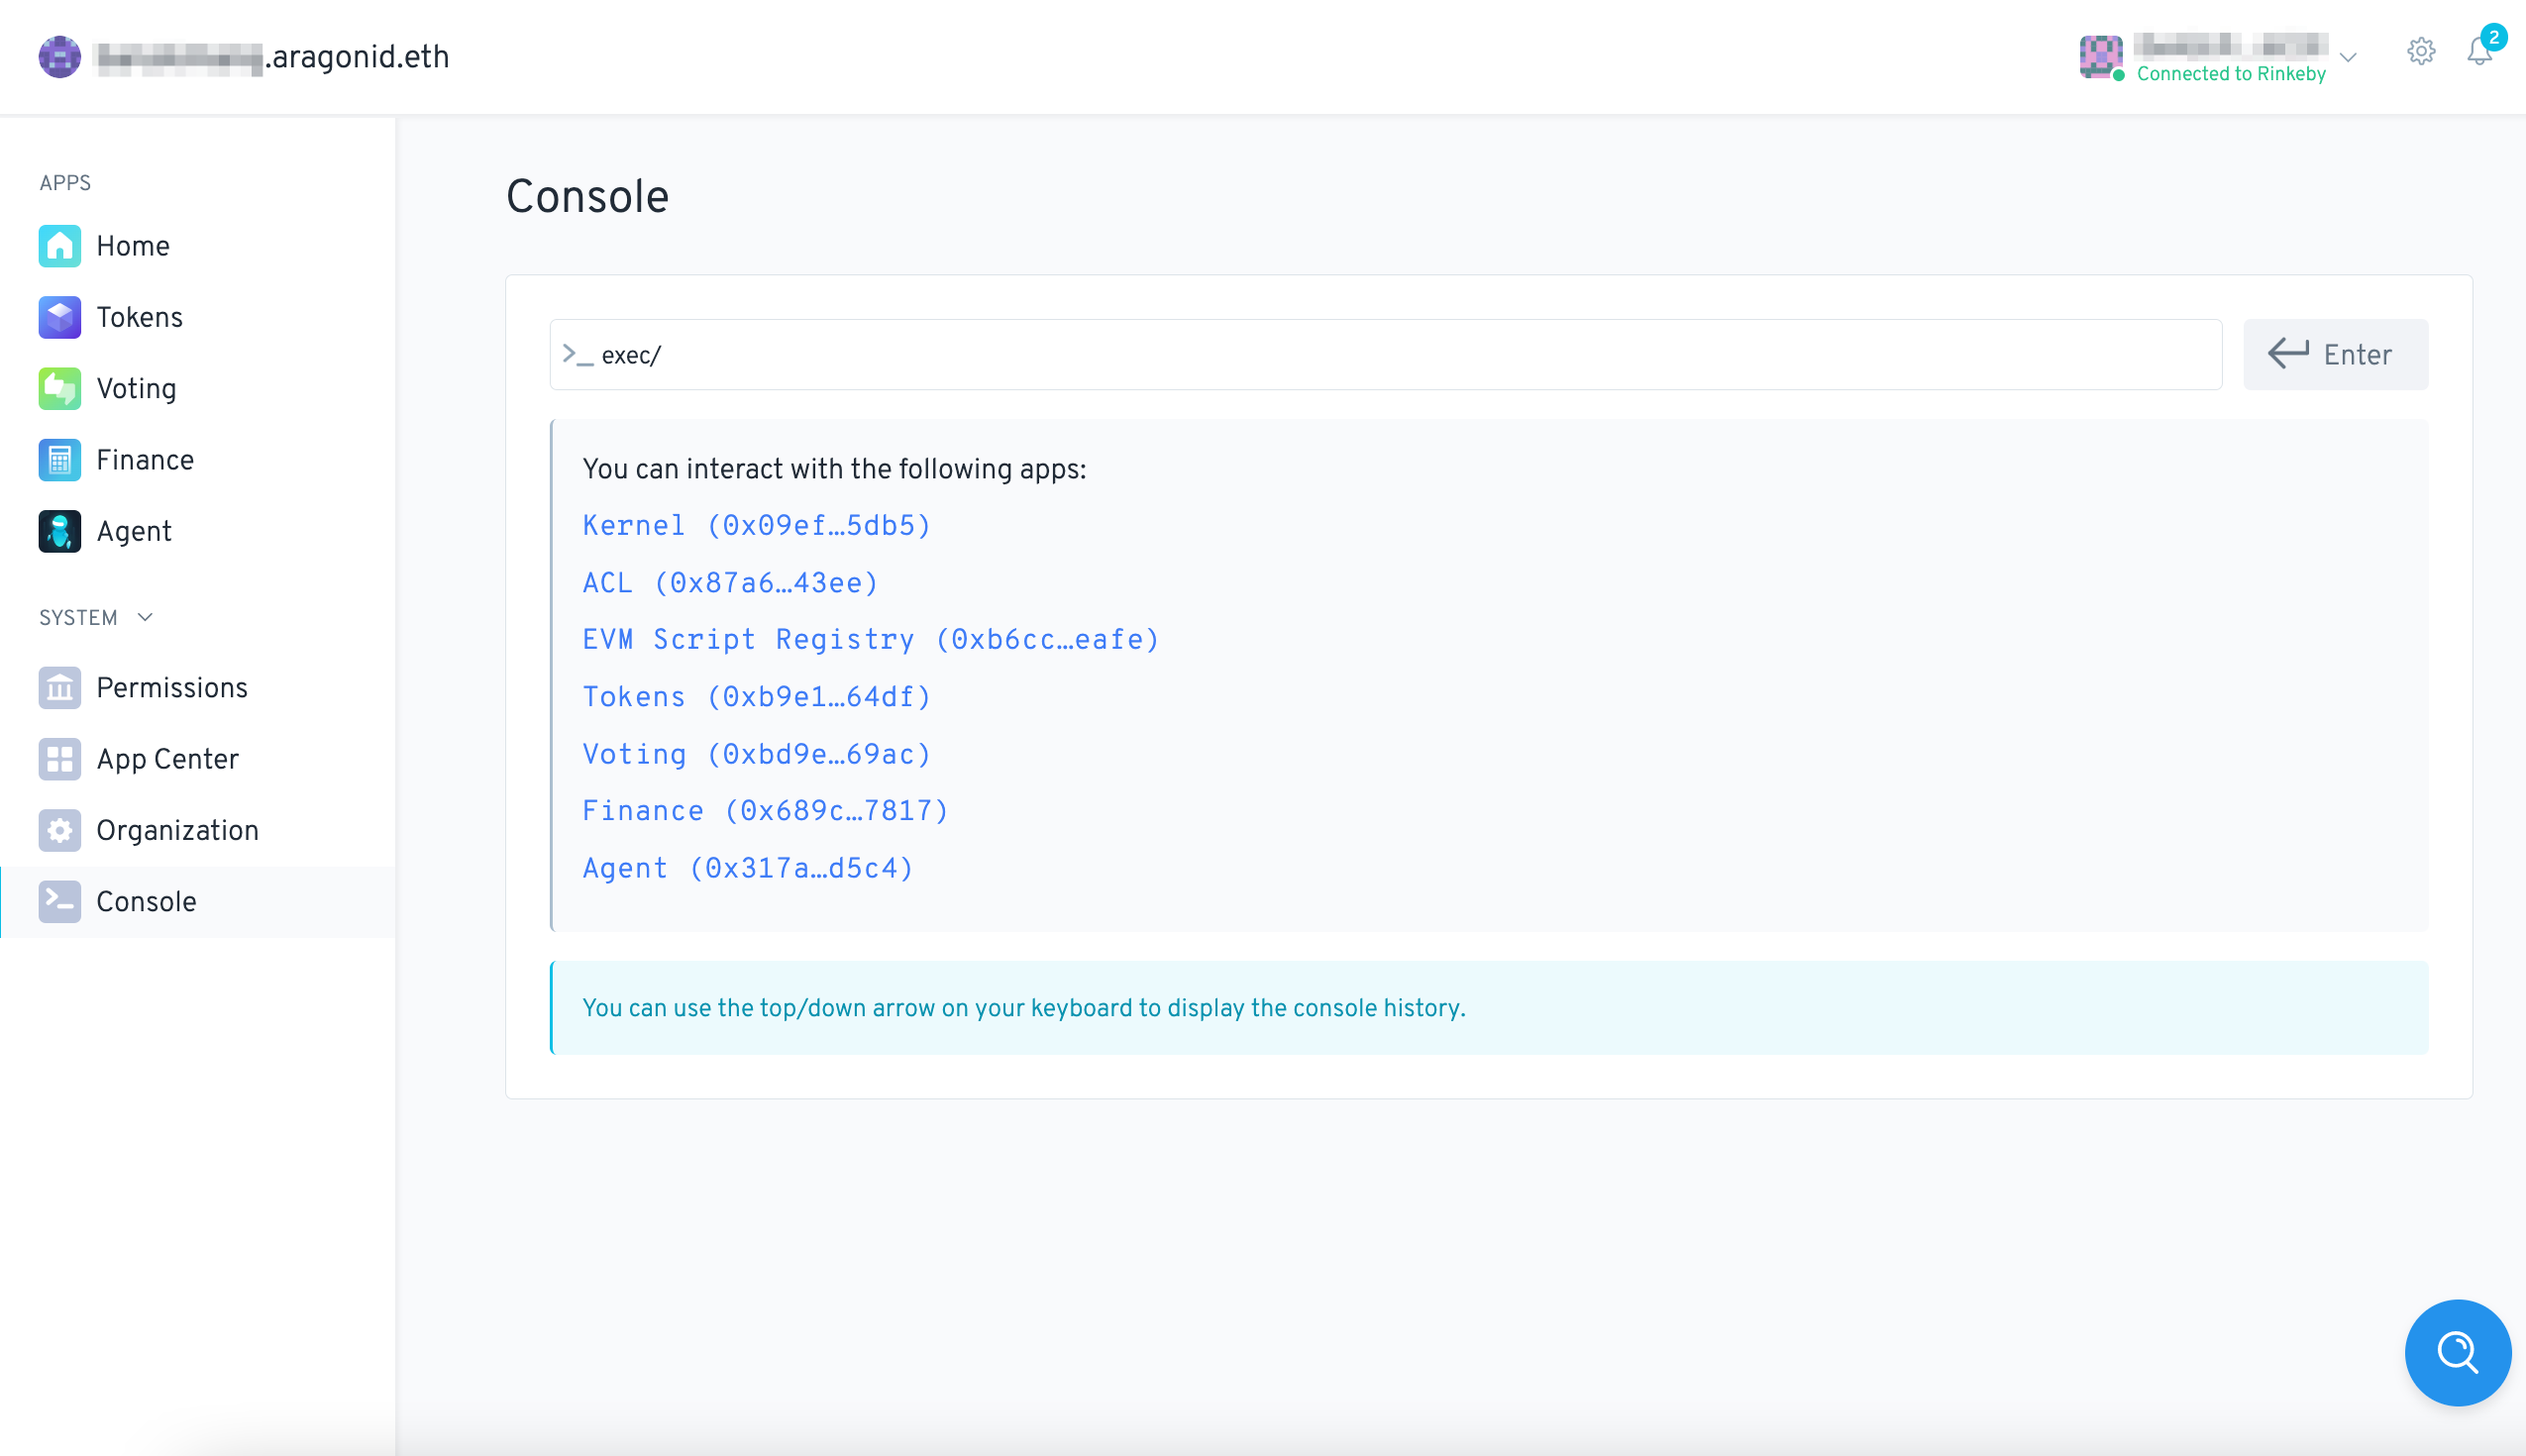 .aragonid.eth
Connected to Rinkeby
2
APPS
Home
Tokens
Voting
Finance
Agent
SYSTEM
Permissions
App Center
Organization
Console
Console
>_ exec/
Enter
You can interact with the following apps:
Kernel (0x09ef…5db5)
ACL (0x87a6…43ee)
EVM Script Registry (0xb6cc…eafe)
Tokens (0xb9e1…64df)
Voting (0xbd9e…69ac)
Finance (0x689c…7817)
Agent (0x317a…d5c4)
You can use the top/down arrow on your keyboard to display the console history.